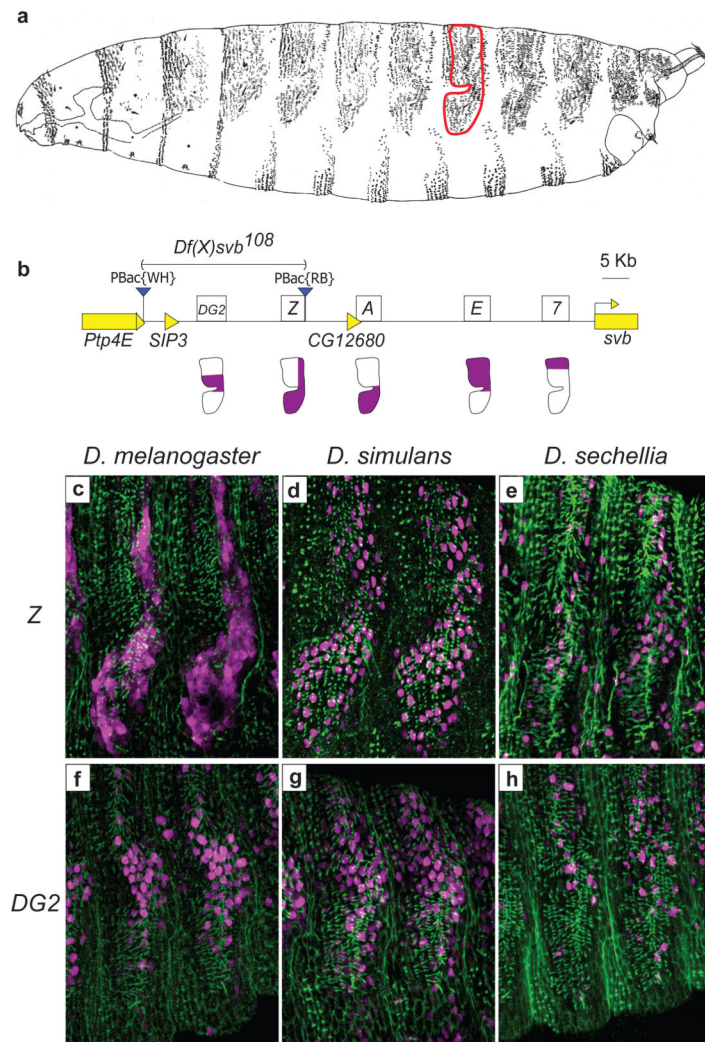 a
b
Df(X)svb108
PBac{WH}
PBac{RB}
5 Kb
DG2
Z
A
E
7
Ptp4E
SIP3
CG12680
svb
D. melanogaster
D. simulans
D. sechellia
c
d
e
Z
f
g
h
DG2